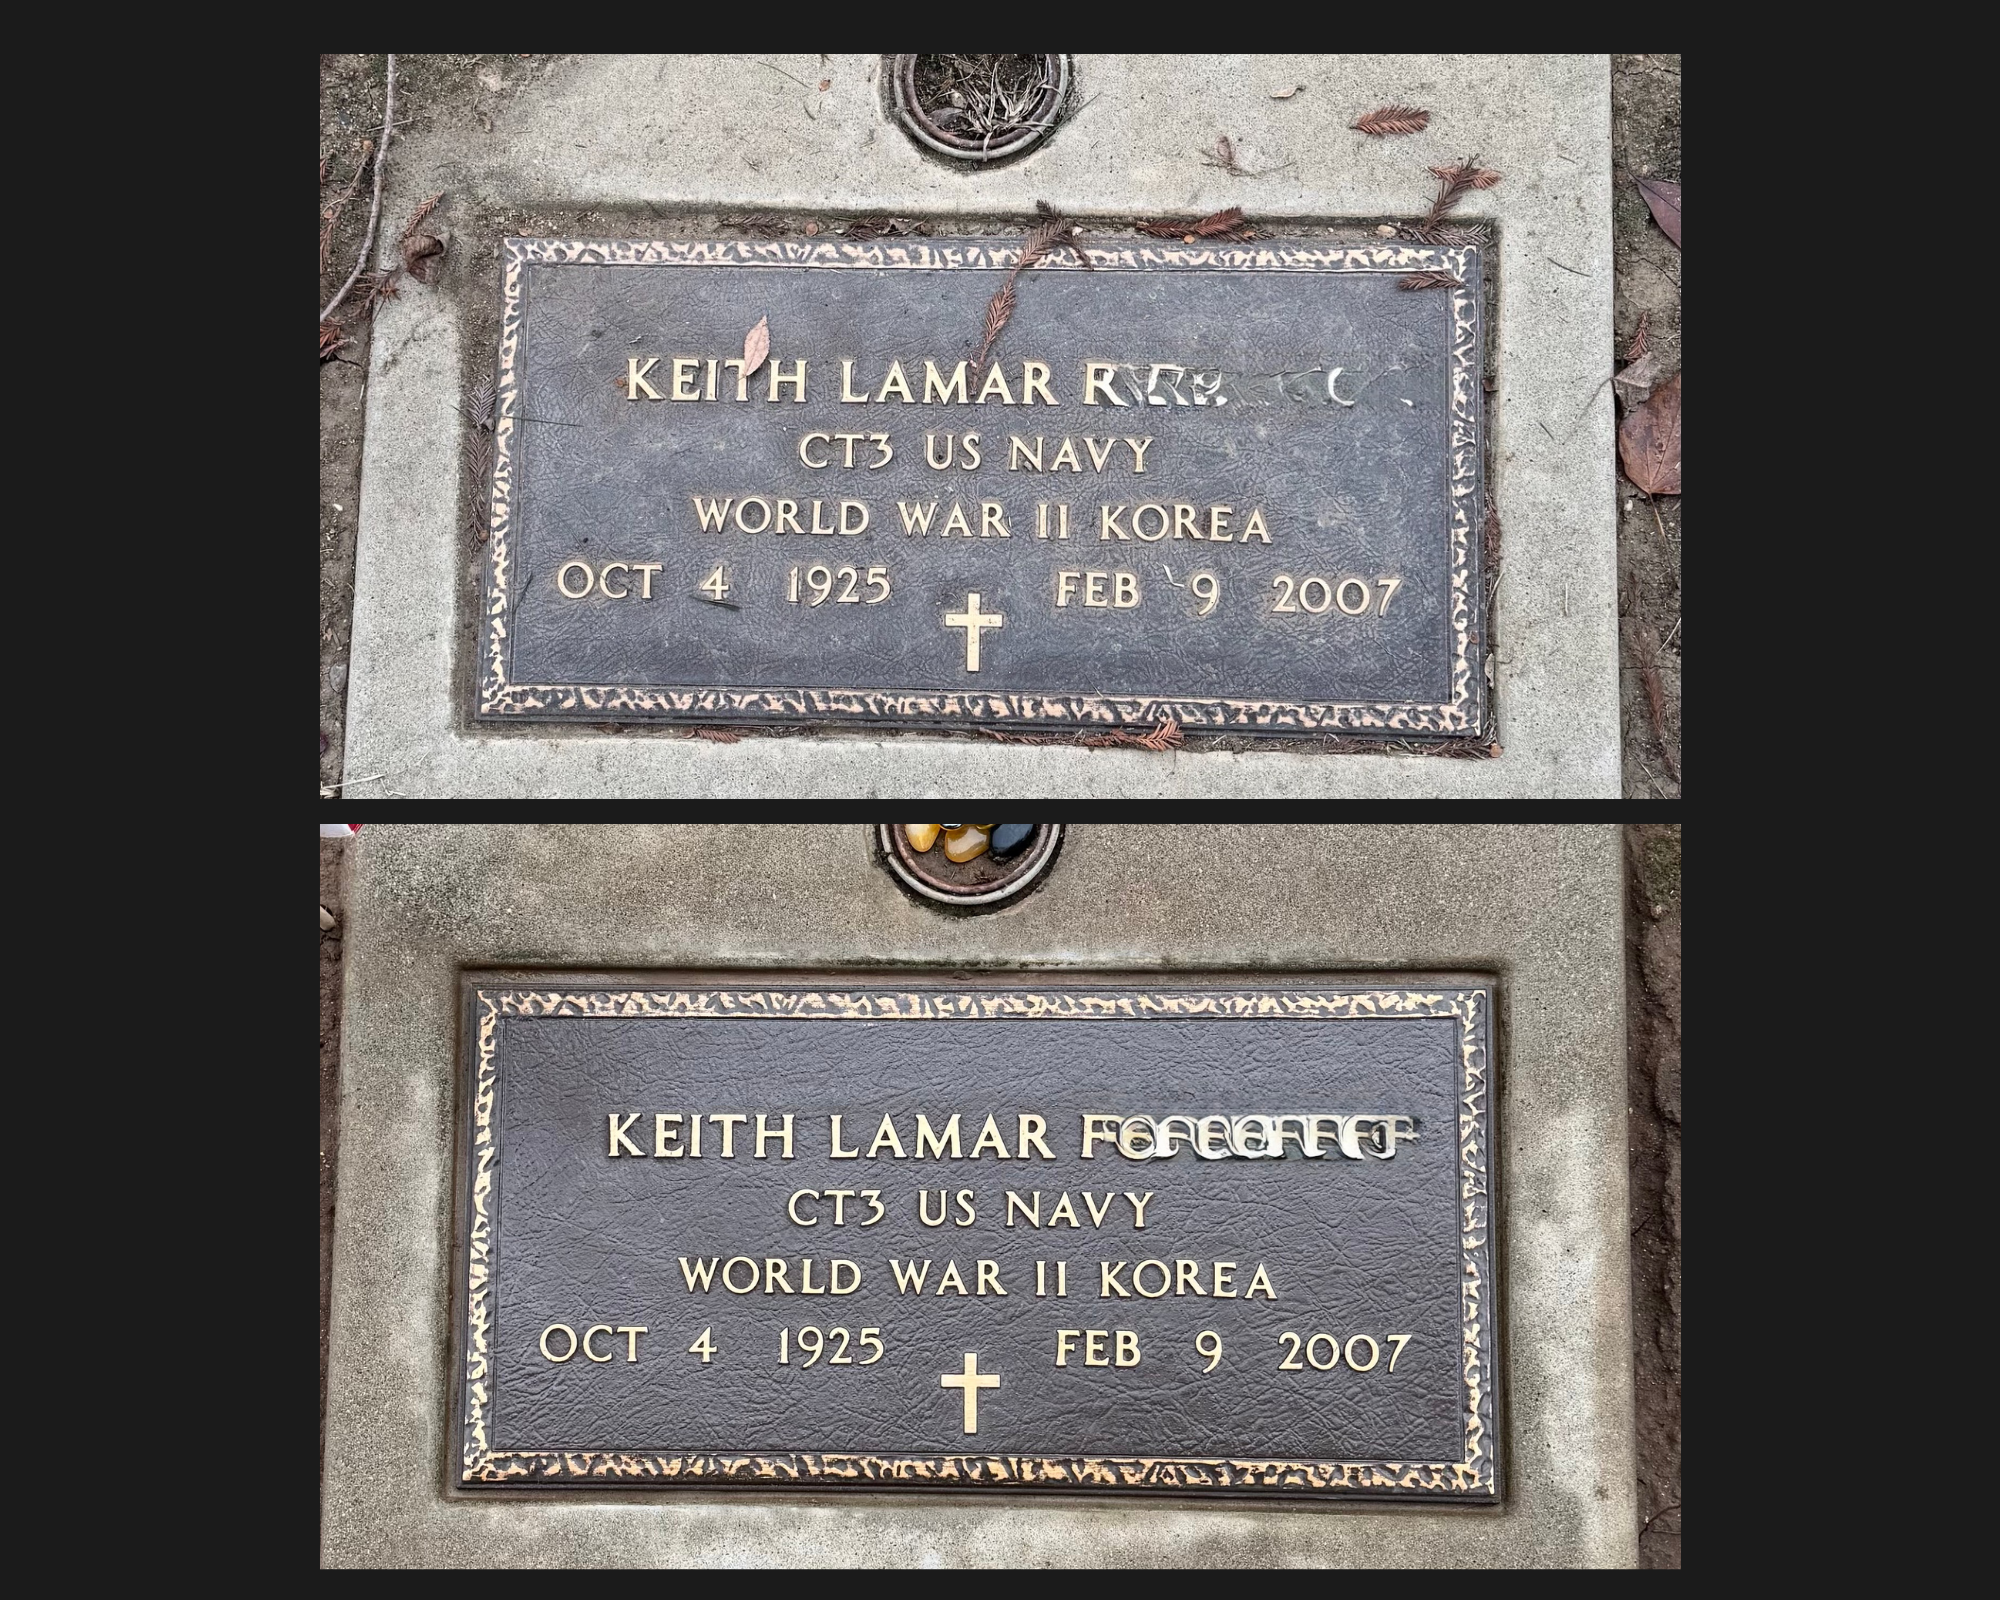 KEITH LAMAR
CT3 US NAVY
WORLD WAR II KOREA
OCT 4 1925 FEB 9 2007
KEITH LAMAR
CT3 US NAVY
WORLD WAR II KOREA
OCT 4 1925 FEB 9 2007